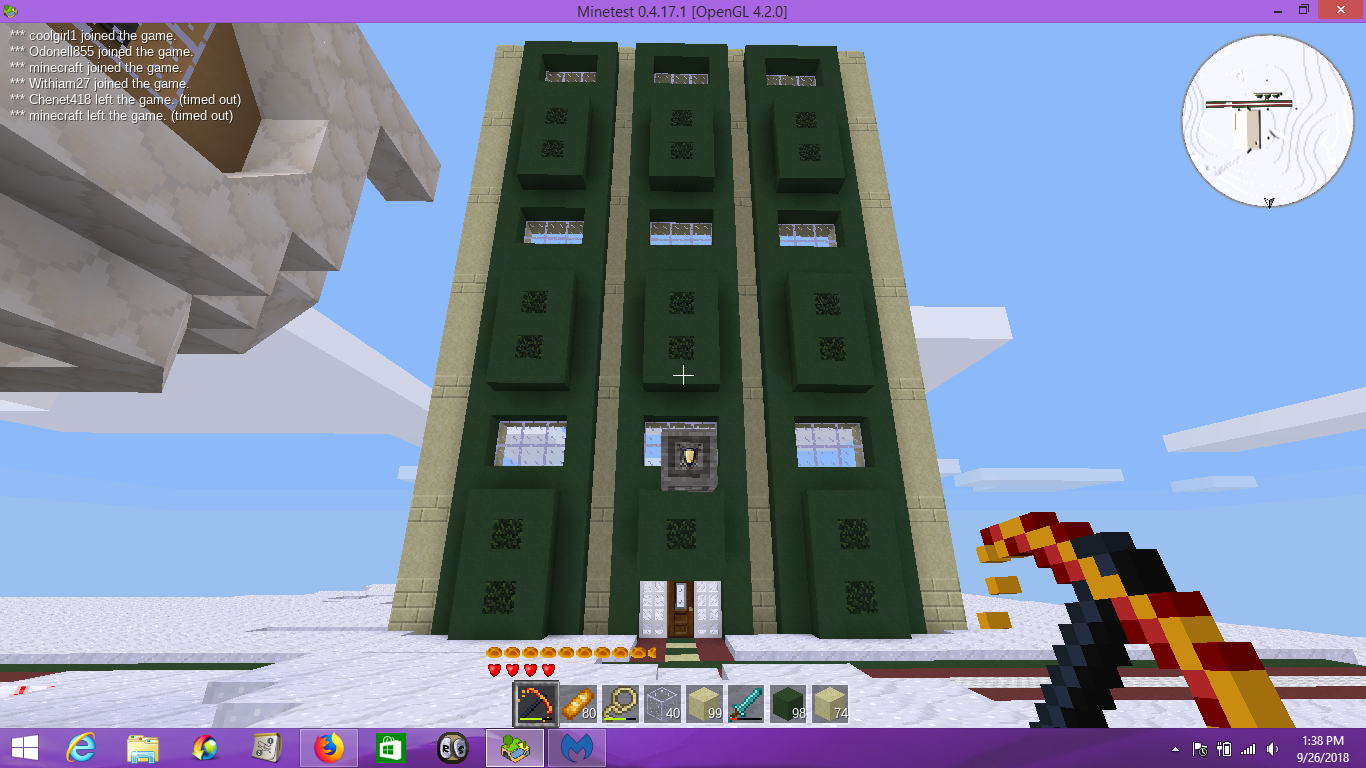 Minetest 0.4.17.1 [OpenGL 4.2.0]
*** coolgirl1 joined the game.
*** Odonell855 joined the game.
*** minecraft joined the game.
*** Withiam27 joined the game.
*** Chenet418 left the game. (timed out)
*** minecraft left the game. (timed out)
80 40 99 98 74
1:38 PM
9/26/2018